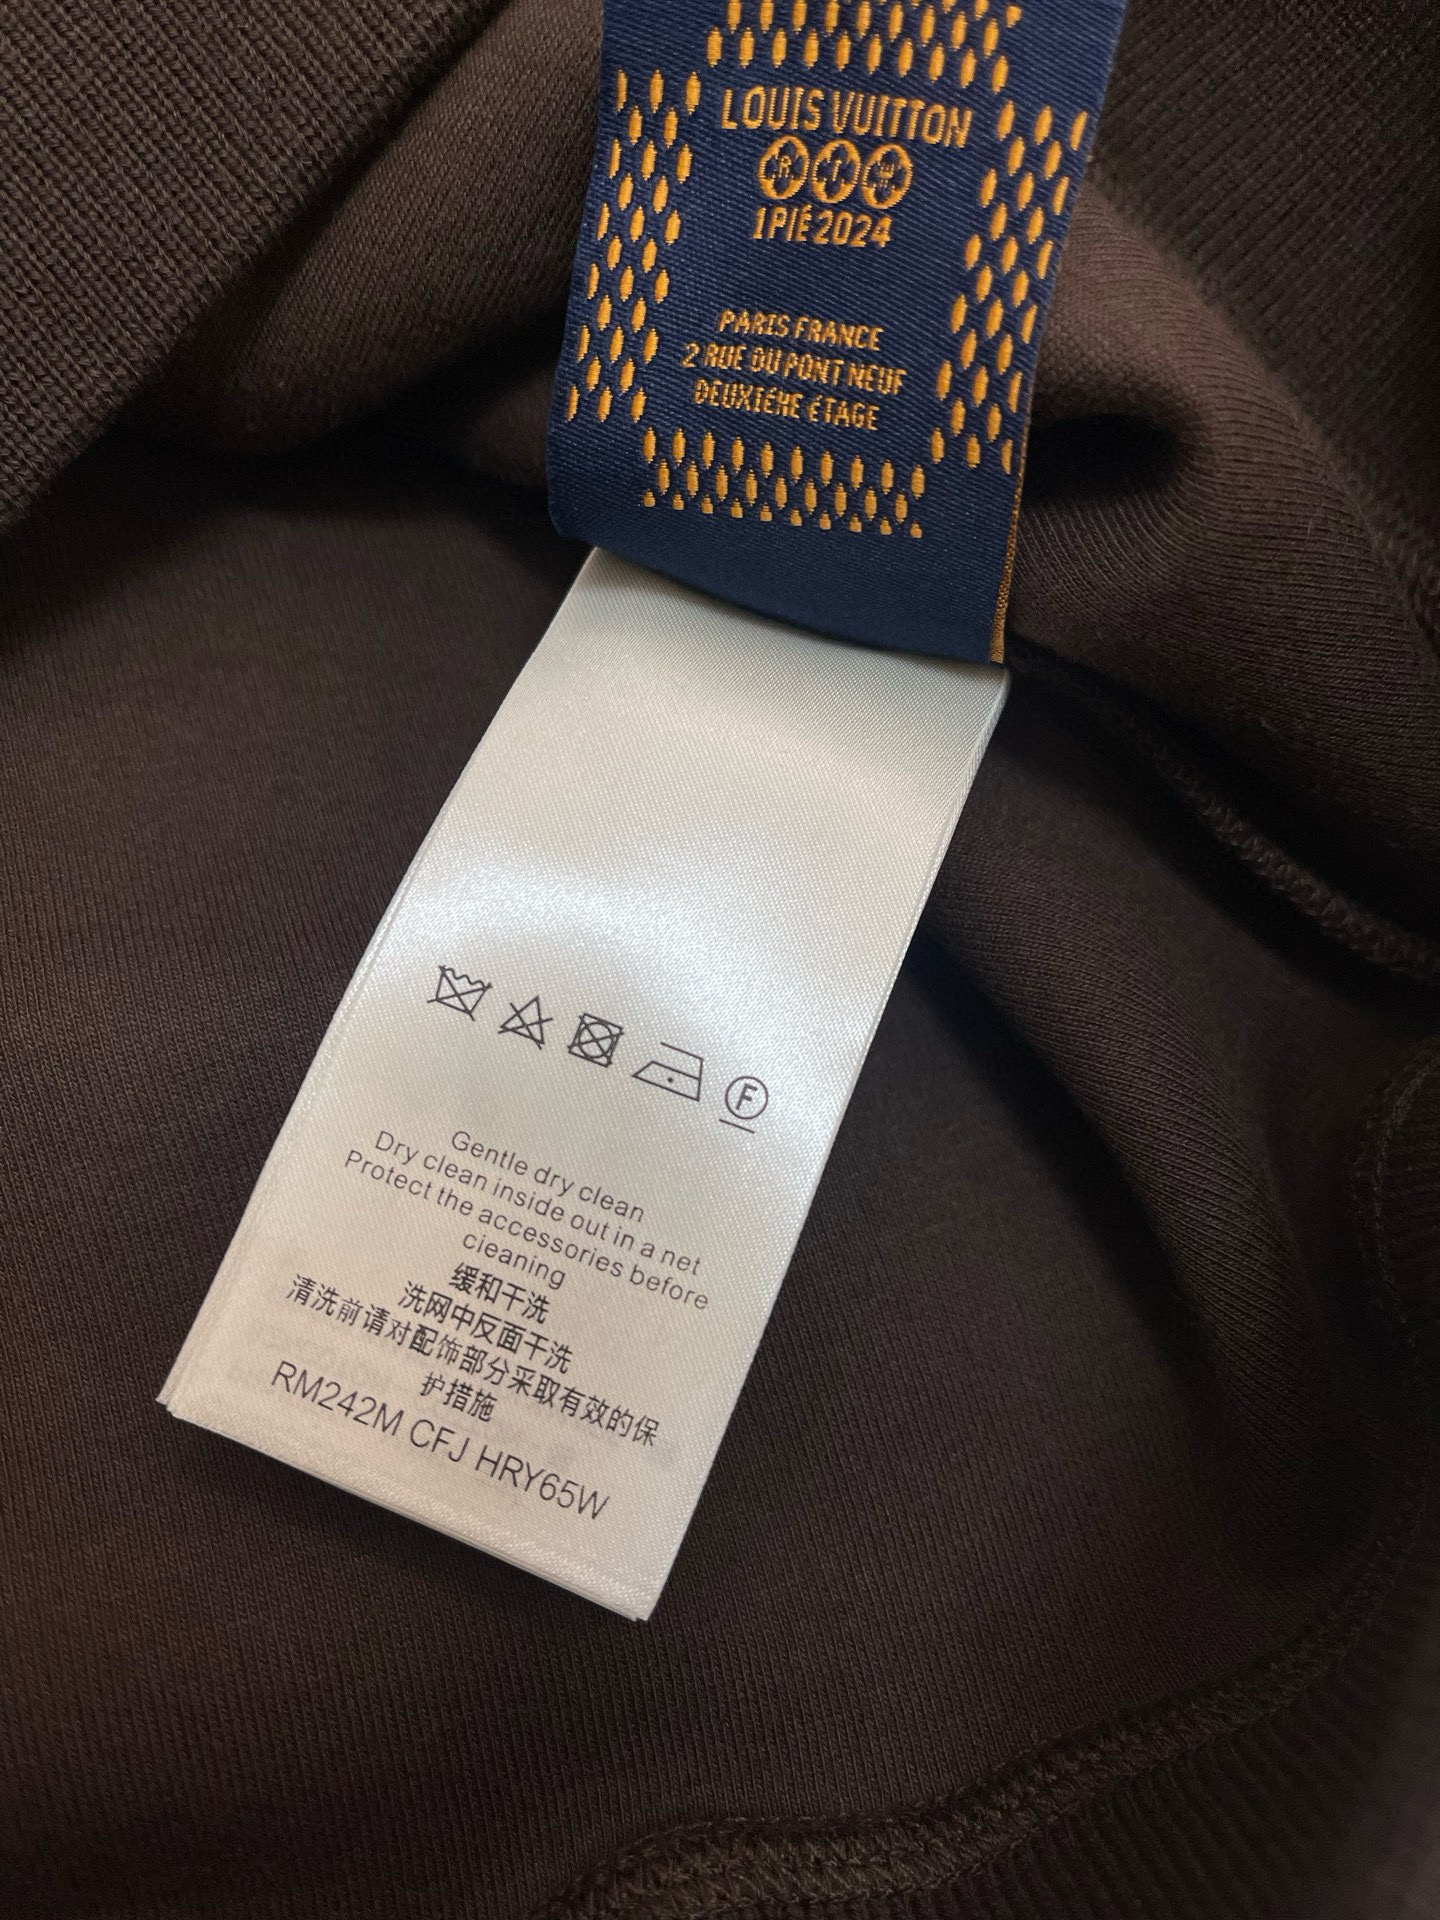 LOUIS VUITTON
1PIÉ2024
PARIS FRANCE
2 RUE DU PONT NEUF
DEUXIÉME ÉTAGE
F
Gentle dry clean
Dry clean inside out in a net
Protect the accessories before
cieaning
缓和干洗
洗网中反面干洗
清洗前请对配饰部分采取有效的保
护措施
RM242M CFJ HRY65W